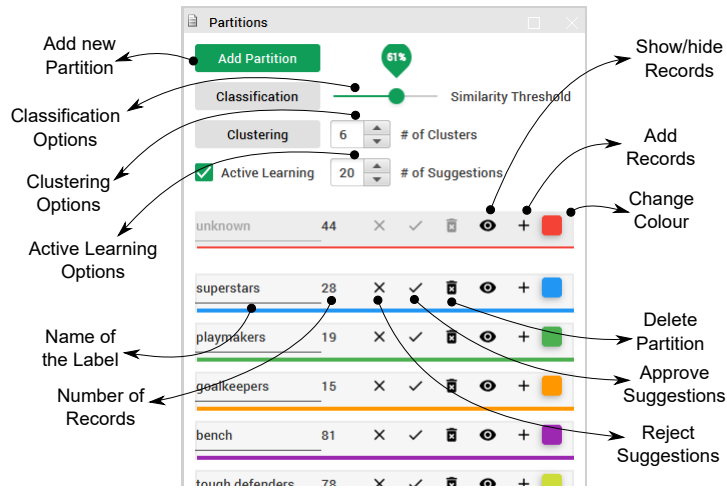 Partitions
Add new
Partition
Add Partition
61%
Show/hide
Records
Classification
Similarity Threshold
Classification
Options
Clustering
6
# of Clusters
Add
Records
Active Learning
20
# of Suggestions
Clustering
Options
Change
Colour
unknown 44
Active Learning
Options
superstars 28
Name of
the Label
playmakers 19
Delete
Partition
Number of
Records
goalkeepers 15
Approve
Suggestions
bench 81
Reject
Suggestions
tough defenders 78